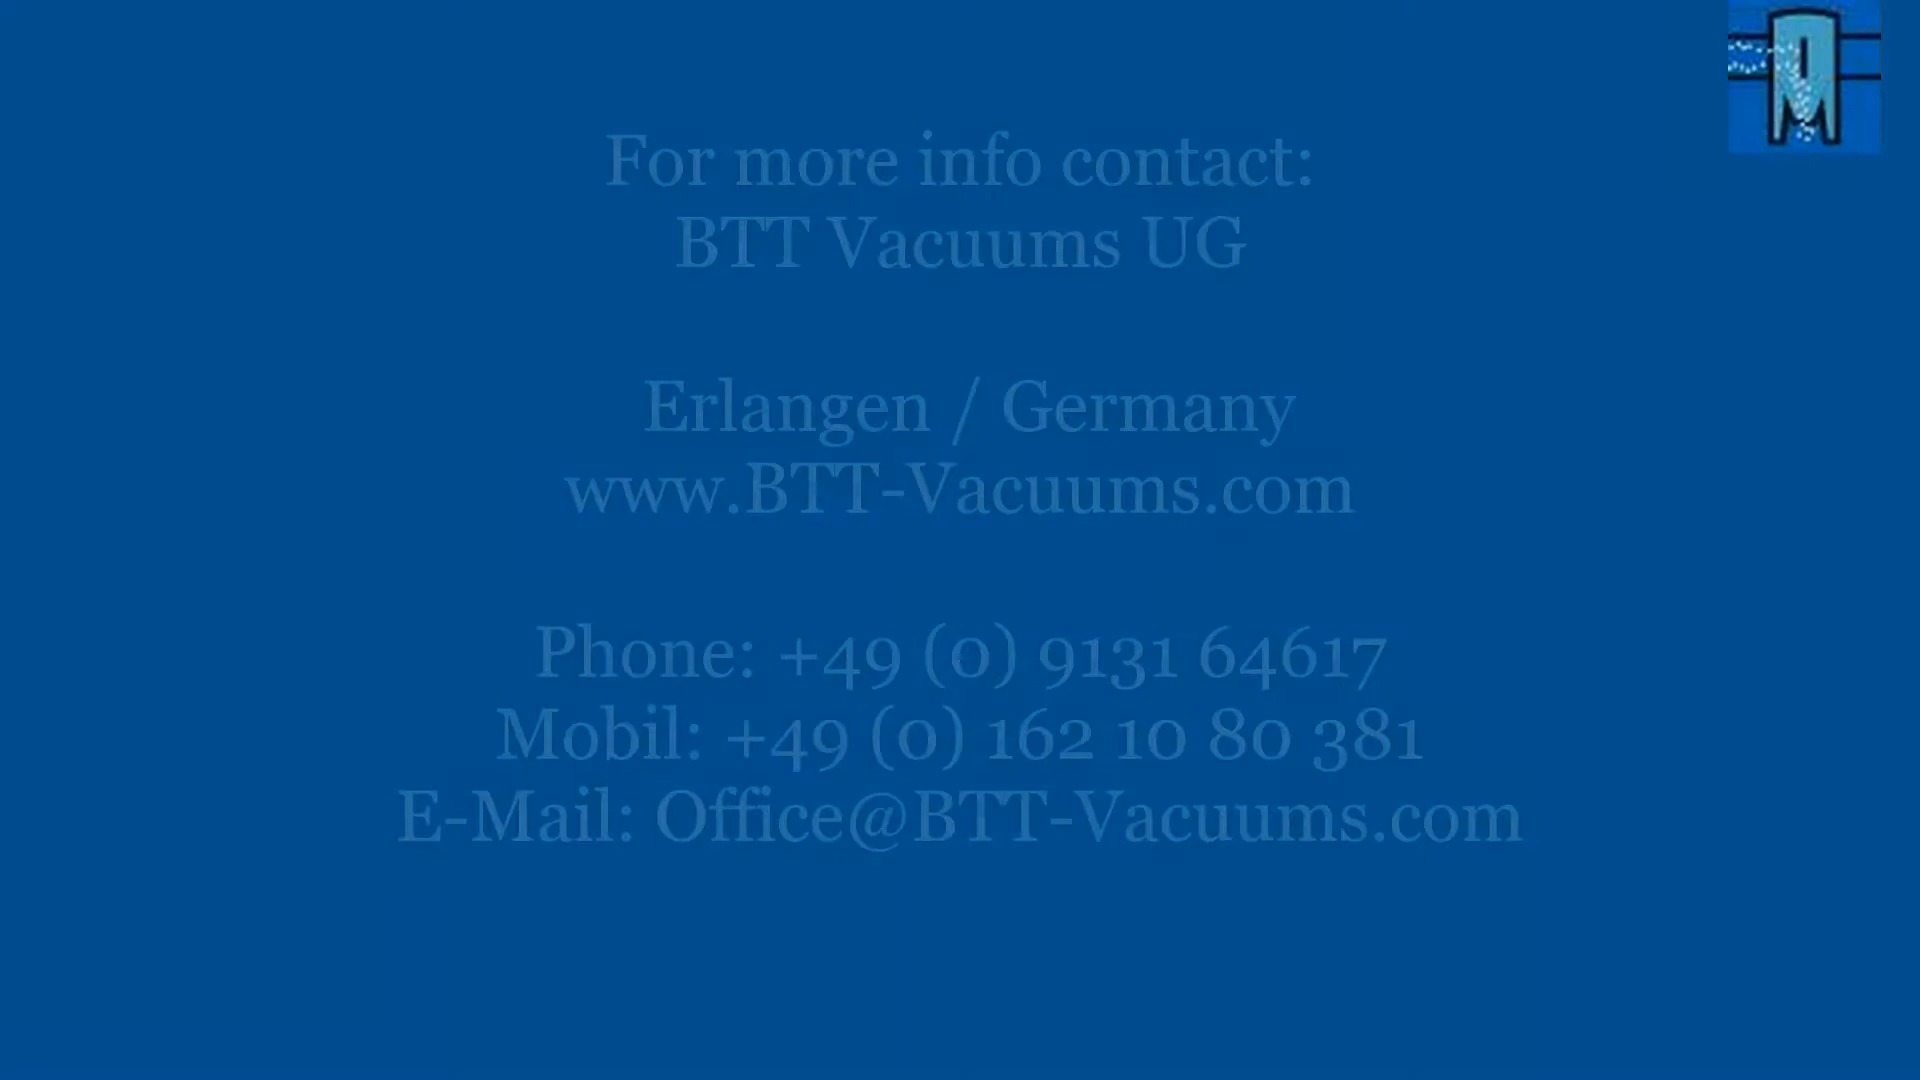 For more info contact:
BTT Vacuums UG
Erlangen / Germany
www.BTT-Vacuums.com
Phone: +49 (0) 9131 64617
Mobil: +49 (0) 162 10 80 381
E-Mail: Office@BTT-Vacuums.com